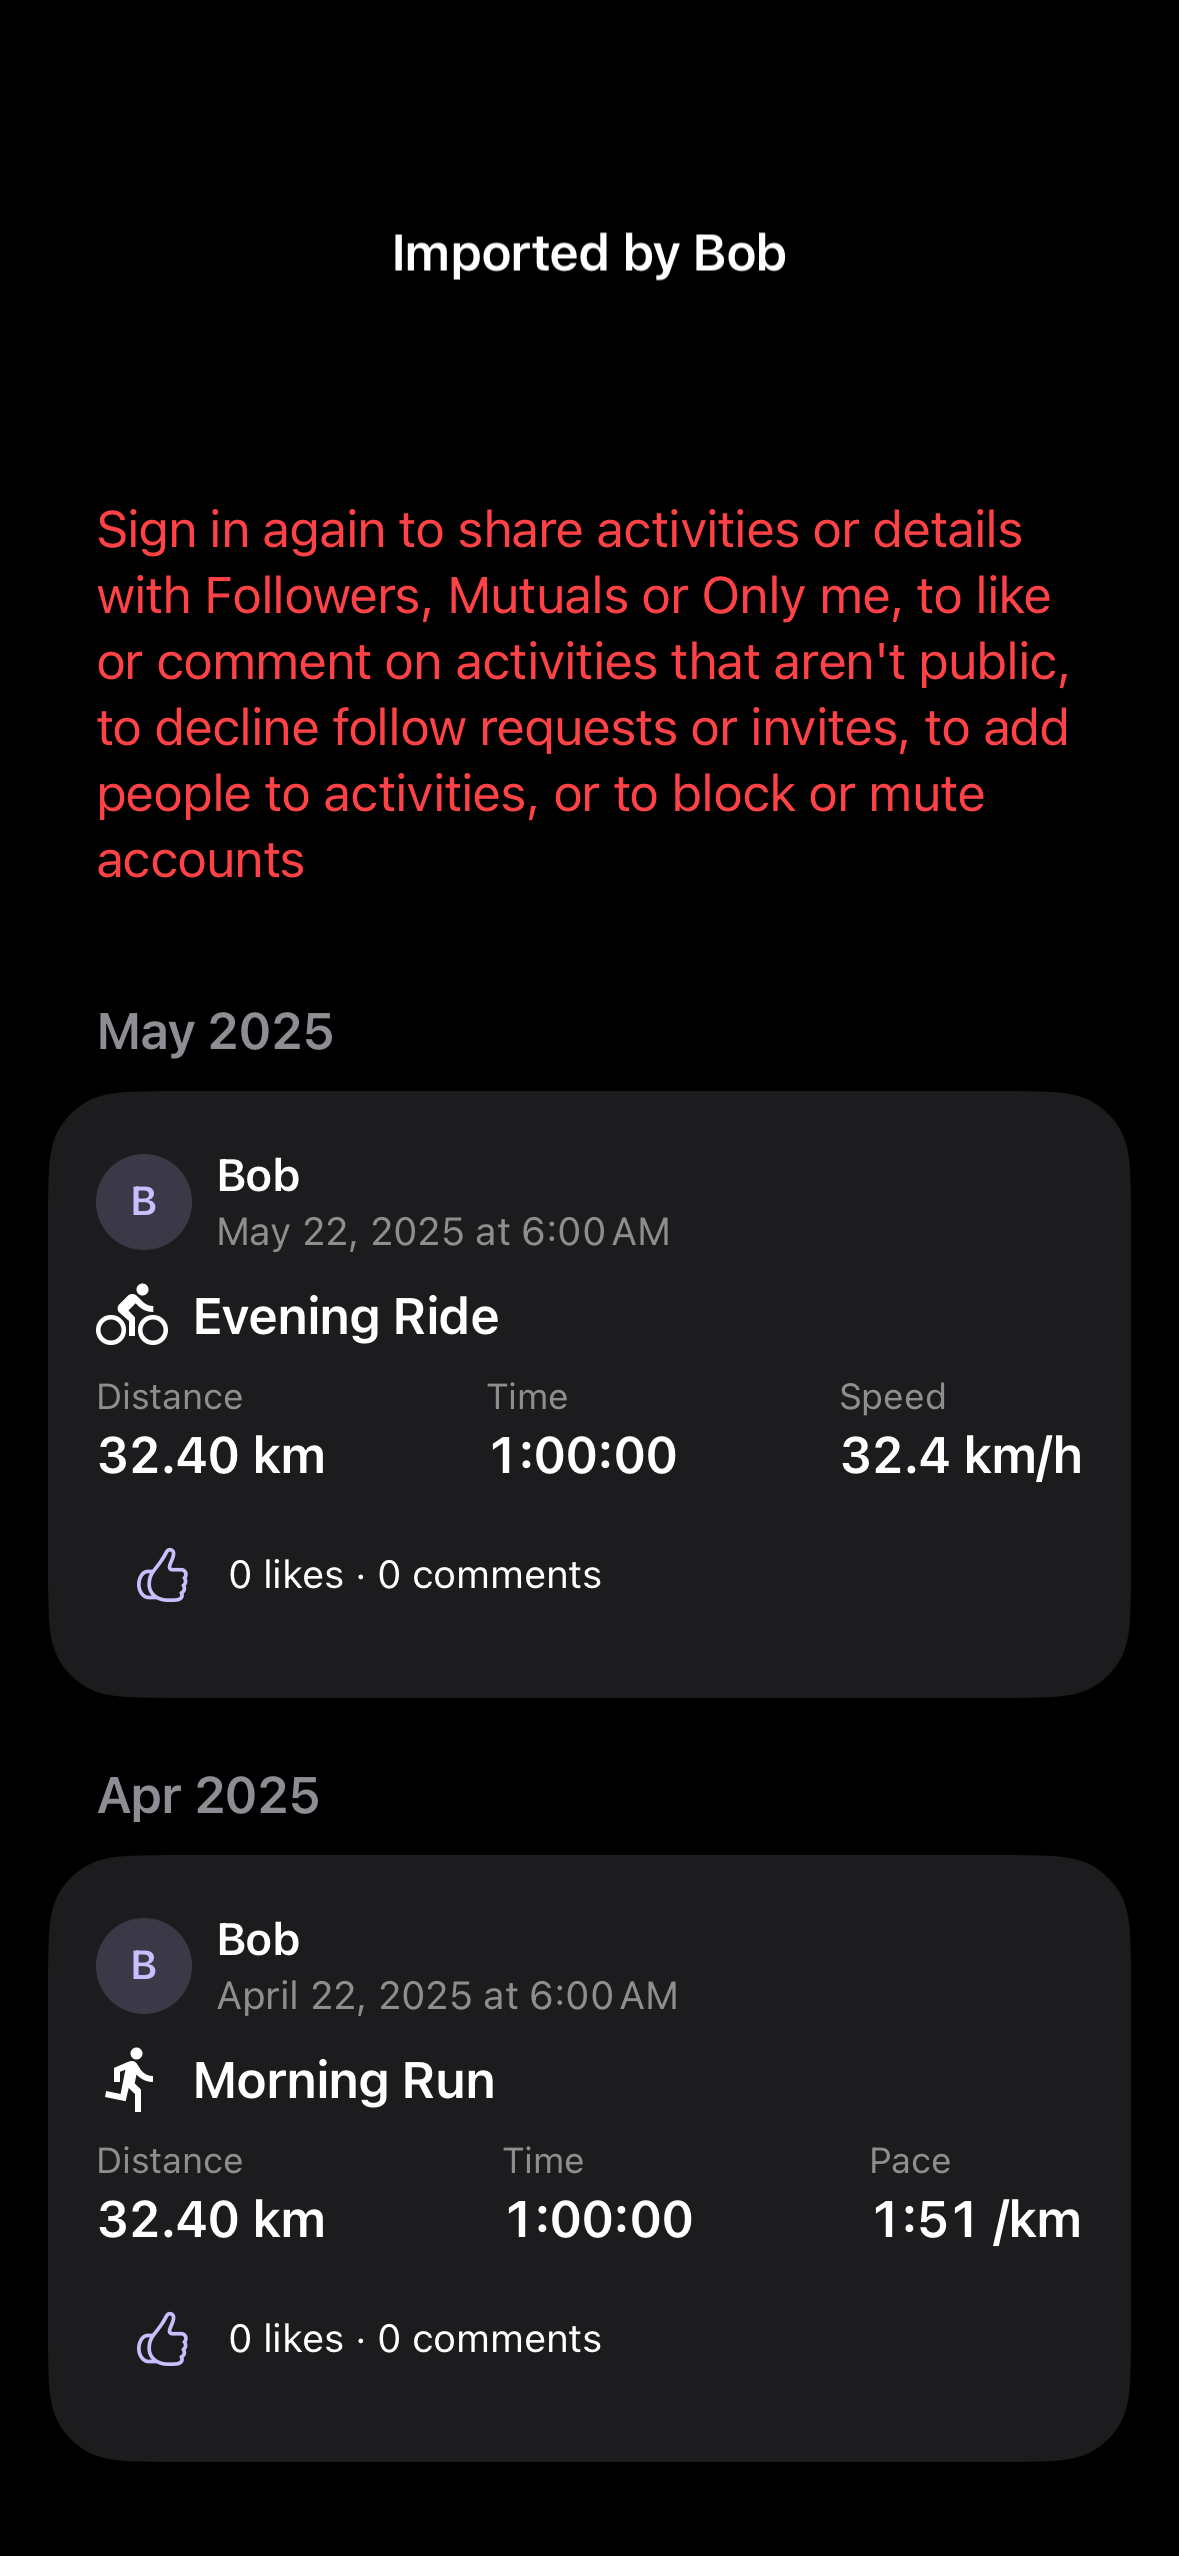 Imported by Bob
Sign in again to share activities or details
with Followers, Mutuals or Only me, to like
or comment on activities that aren't public,
to decline follow requests or invites, to add
people to activities, or to block or mute
accounts
May 2025
B
Bob
May 22, 2025 at 6:00 AM
Evening Ride
Distance Time Speed
32.40 km 1:00:00 32.4 km/h
0 likes · 0 comments
Apr 2025
B
Bob
April 22, 2025 at 6:00 AM
Morning Run
Distance Time Pace
32.40 km 1:00:00 1:51 /km
0 likes · 0 comments